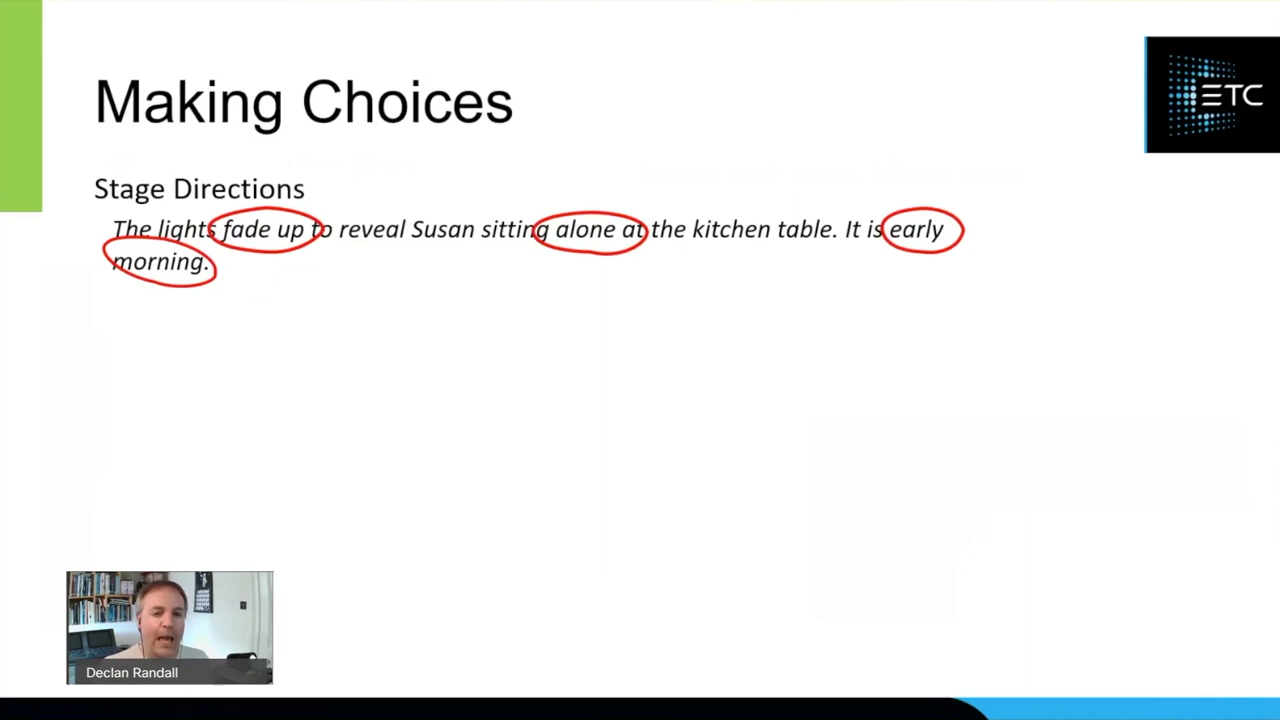 Making Choices
ETC
Stage Directions
The lights fade up to reveal Susan sitting alone at the kitchen table. It is early
morning.
Declan Randall